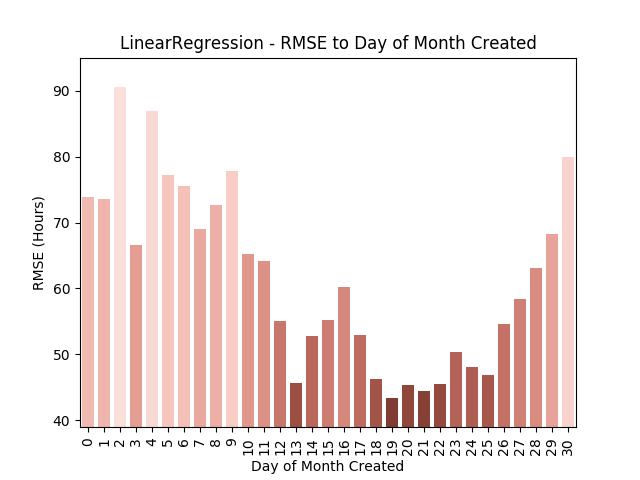 LinearRegression - RMSE to Day of Month Created
90
80
70
60
50
40
RMSE (Hours)
0 1 2 3 4 5 6 7 8 9 10 11 12 13 14 15 16 17 18 19 20 21 22 23 24 25 26 27 28 29 30
Day of Month Created